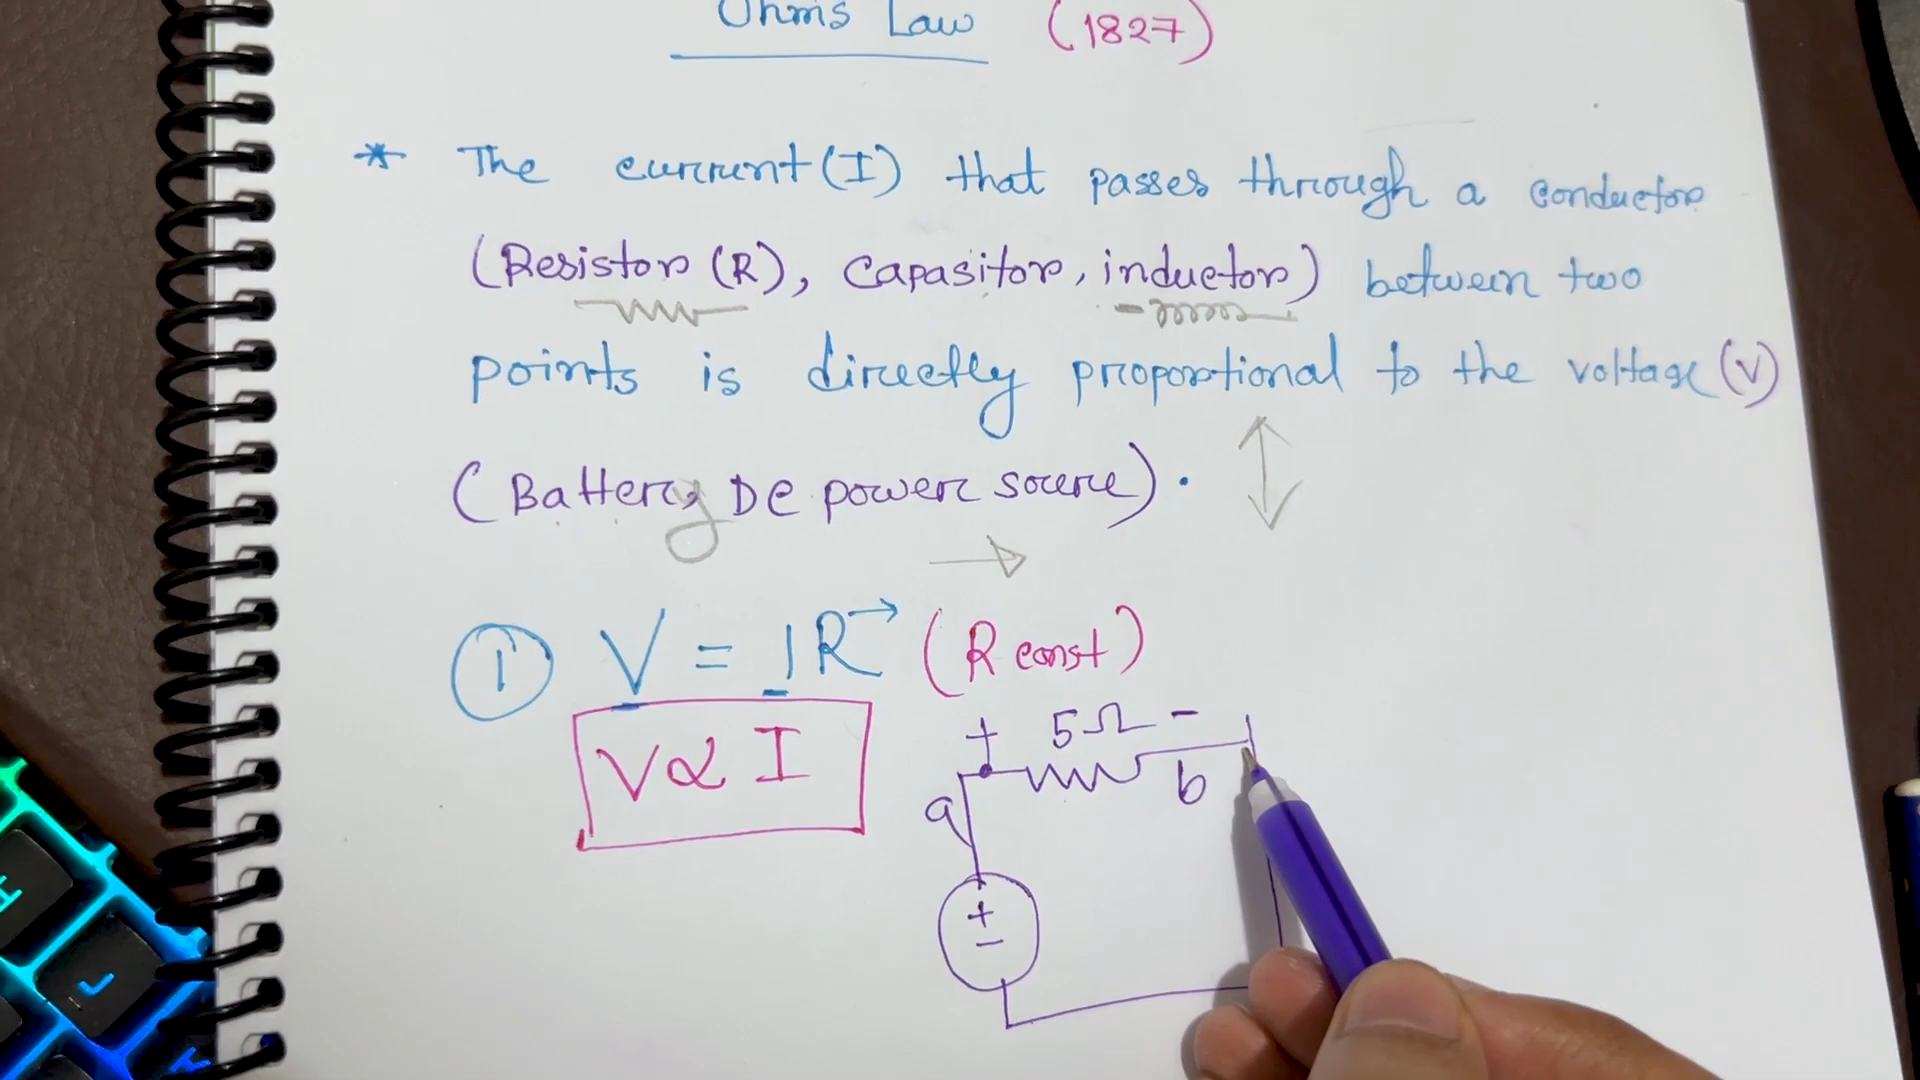 Ohms Law (1827)
* The current (I) that passes through a conductor
(Resistor (R), Capasitor, inductor) between two
points is directly proportional to the voltage (V)
(Battery, DC power source).
① V = IR → (R const)
V ∝ I
+ 5Ω -
a b
+
-
L